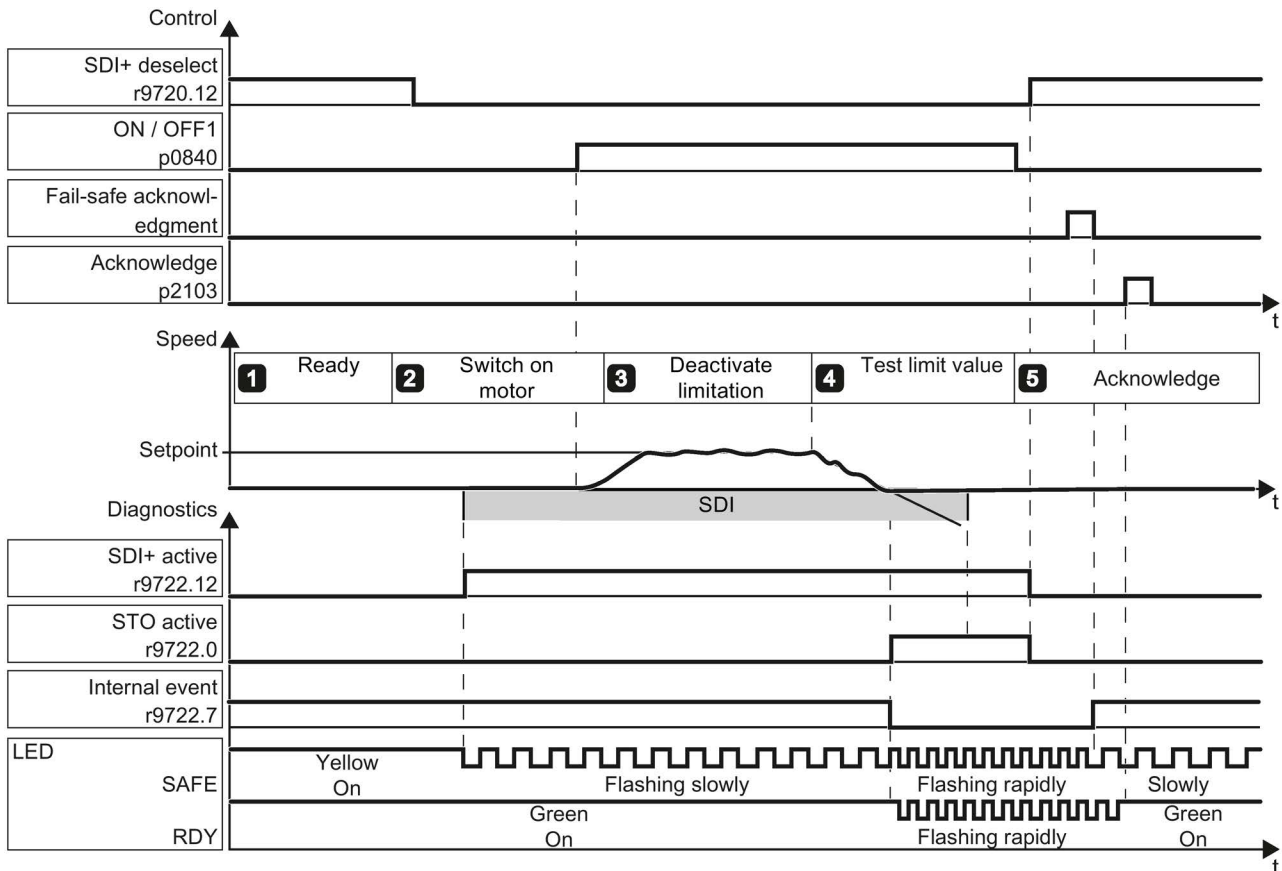 Control
SDI+ deselect
r9720.12
ON / OFF1
p0840
Fail-safe acknowl-
edgment
Acknowledge
p2103
t
Speed
1 Ready 2 Switch on
motor
3 Deactivate
limitation
4 Test limit value 5 Acknowledge
Setpoint
SDI
t
Diagnostics
SDI+ active
r9722.12
STO active
r9722.0
Internal event
r9722.7
LED
SAFE
Yellow
On
Flashing slowly
Flashing rapidly
Slowly
RDY
Green
On
Flashing rapidly
Green
On
t